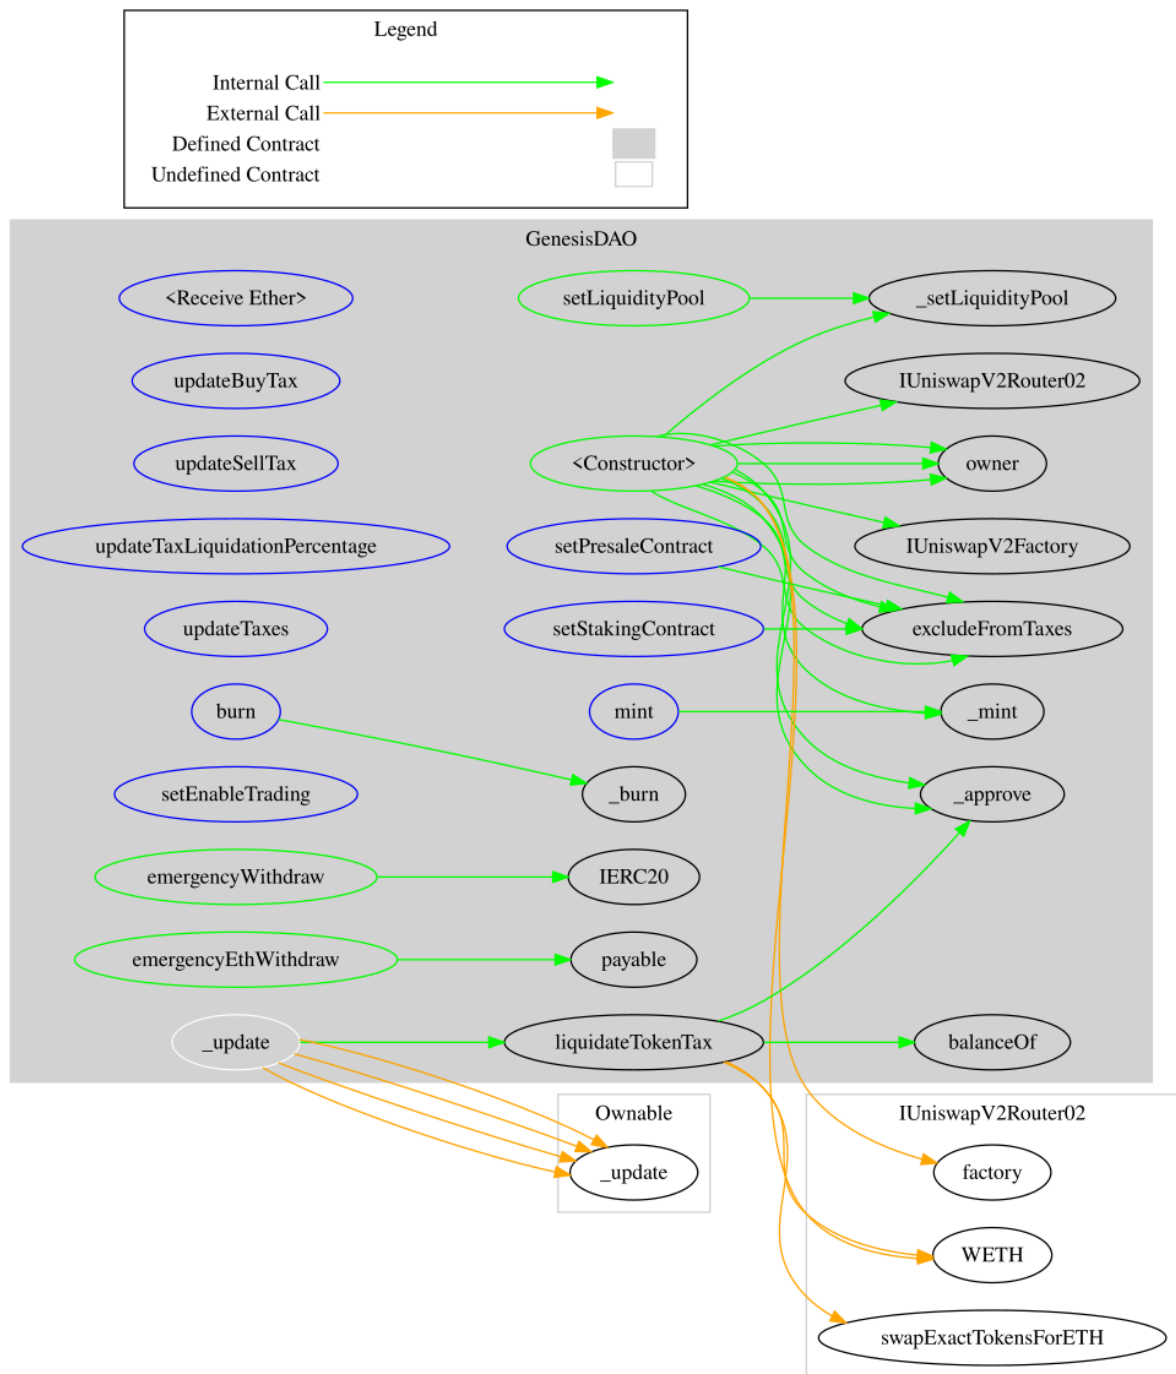 Legend
Internal Call
External Call
Defined Contract
Undefined Contract
GenesisDAO
<Receive Ether>
setLiquidityPool
_setLiquidityPool
updateBuyTax
IUniswapV2Router02
updateSellTax
<Constructor>
owner
updateTaxLiquidationPercentage
setPresaleContract
IUniswapV2Factory
updateTaxes
setStakingContract
excludeFromTaxes
burn
mint
_mint
setEnableTrading
_burn
_approve
emergencyWithdraw
IERC20
emergencyEthWithdraw
payable
_update
liquidateTokenTax
balanceOf
Ownable
IUniswapV2Router02
_update
factory
WETH
swapExactTokensForETH